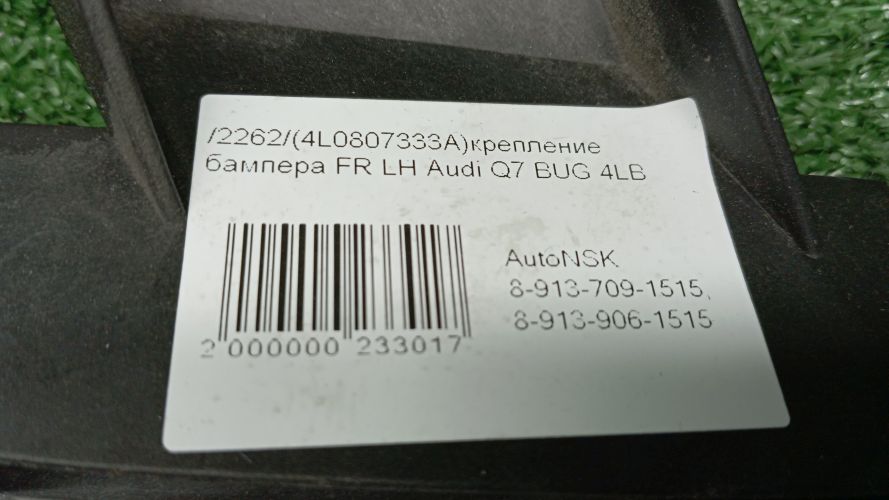 /2262/(4L0807333A)крепление
бампера FR LH Audi Q7 BUG 4LB
AutoNSK
8-913-709-1515,
8-913-906-1515
2 000000 233017